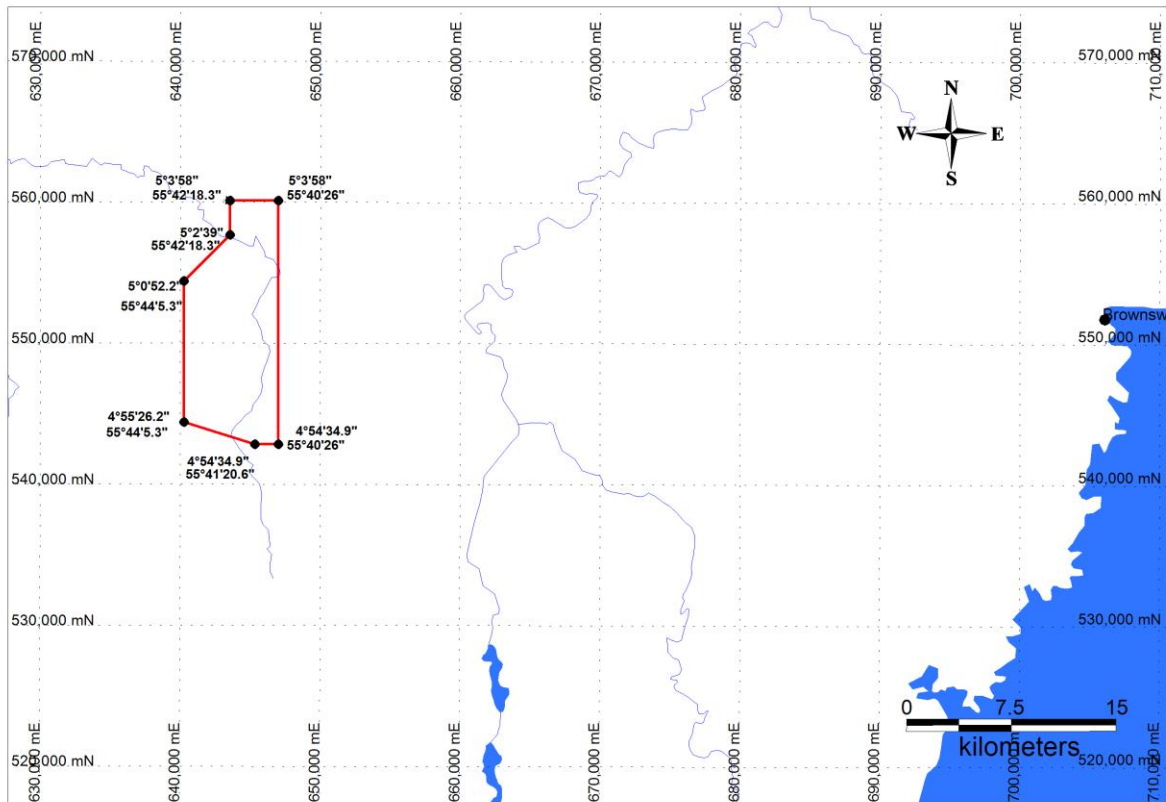 630,000 mE
640,000 mE
650,000 mE
660,000 mE
670,000 mE
680,000 mE
690,000 mE
700,000 mE
710,000 mE
570,000 mN
570,000 mN
N
W E
S
5°3'58"
55°42'18.3"
5°3'58"
55°40'26"
560,000 mN
560,000 mN
5°2'39"
55°42'18.3"
5°0'52.2"
55°44'5.3"
Brownsw
550,000 mN
550,000 mN
4°55'26.2"
55°44'5.3"
4°54'34.9"
55°40'26"
4°54'34.9"
55°41'20.6"
540,000 mN
540,000 mN
530,000 mN
530,000 mN
0 7.5 15
kilometers
520,000 mN
520,000 mN
630,000 mE
640,000 mE
650,000 mE
660,000 mE
670,000 mE
680,000 mE
690,000 mE
700,000 mE
710,000 mE